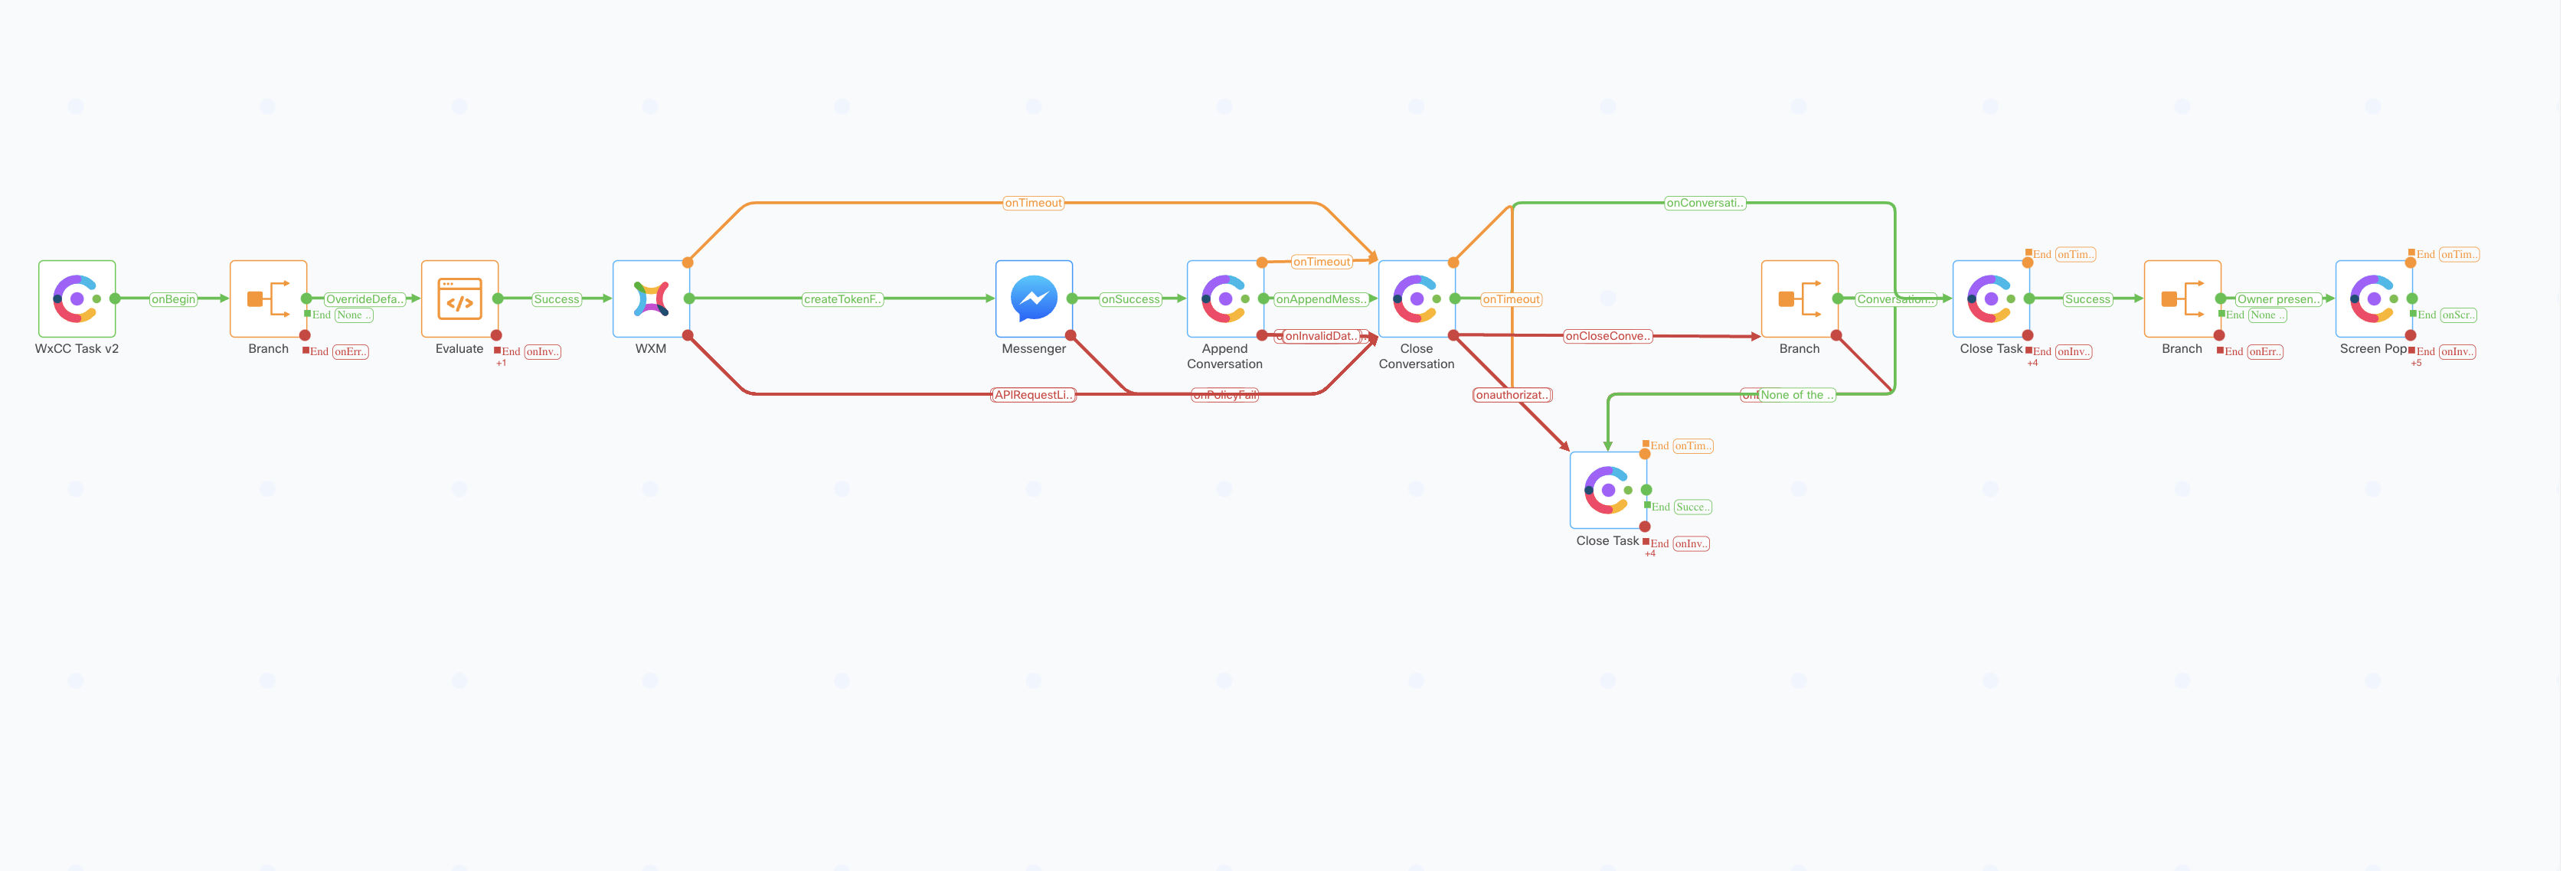 onTimeout
onConversati..
End onTim..
End onTim..
onTimeout
onBegin
OverrideDefa..
Success
createTokenF..
onSuccess
onAppendMess..
onTimeout
Conversation..
Success
Owner presen..
End None ..
End None ..
End onScr..
onInvalidDat..
onCloseConve..
WxCC Task v2
Branch
End onErr..
Evaluate
End onInv..
+1
WXM
Messenger
Append
Conversation
Close
Conversation
Branch
Close Task
End onInv..
+4
Branch
End onErr..
Screen Pop
End onInv..
+5
APIRequestLi..
onPolicyFail
onauthorizat..
None of the ..
End onTim..
End Succe..
Close Task
End onInv..
+4